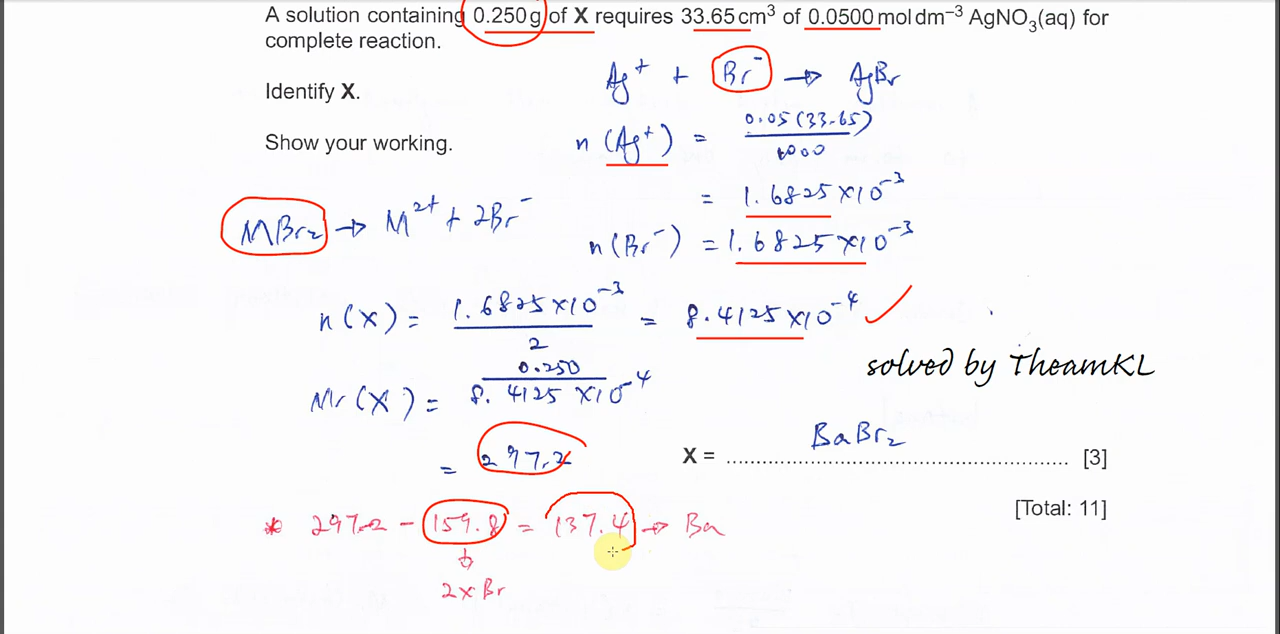 A solution containing 0.250 g of X requires 33.65 cm³ of 0.0500 mol dm⁻³ AgNO₃(aq) for
complete reaction.
Ag⁺ + Br⁻ → AgBr
Identify X.
n (Ag⁺) = 0.05(33.65) / 1000
Show your working.
= 1.6825 × 10⁻³
MBr₂ → M²⁺ + 2Br⁻
n(Br⁻) = 1.6825 × 10⁻³
n(X) = 1.6825 × 10⁻³ / 2 = 8.4125 × 10⁻⁴ ✓
solved by TheamKL
Mr(X) = 0.250 / 8.4125 × 10⁻⁴
= 297.2
X = BaBr₂ [3]
[Total: 11]
* 297.2 - 159.8 = 137.4 → Ba
2 × Br